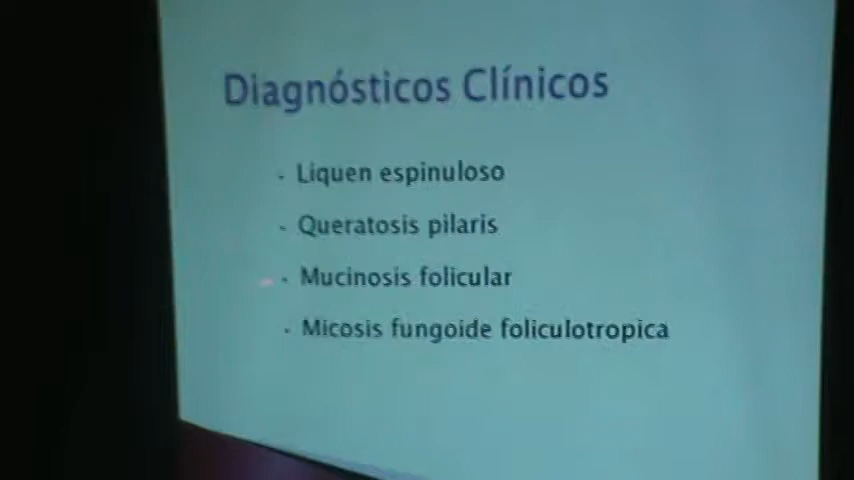 Diagnósticos Clínicos
- Liquen espinuloso
- Queratosis pilaris
- Mucinosis folicular
- Micosis fungoide foliculotropica